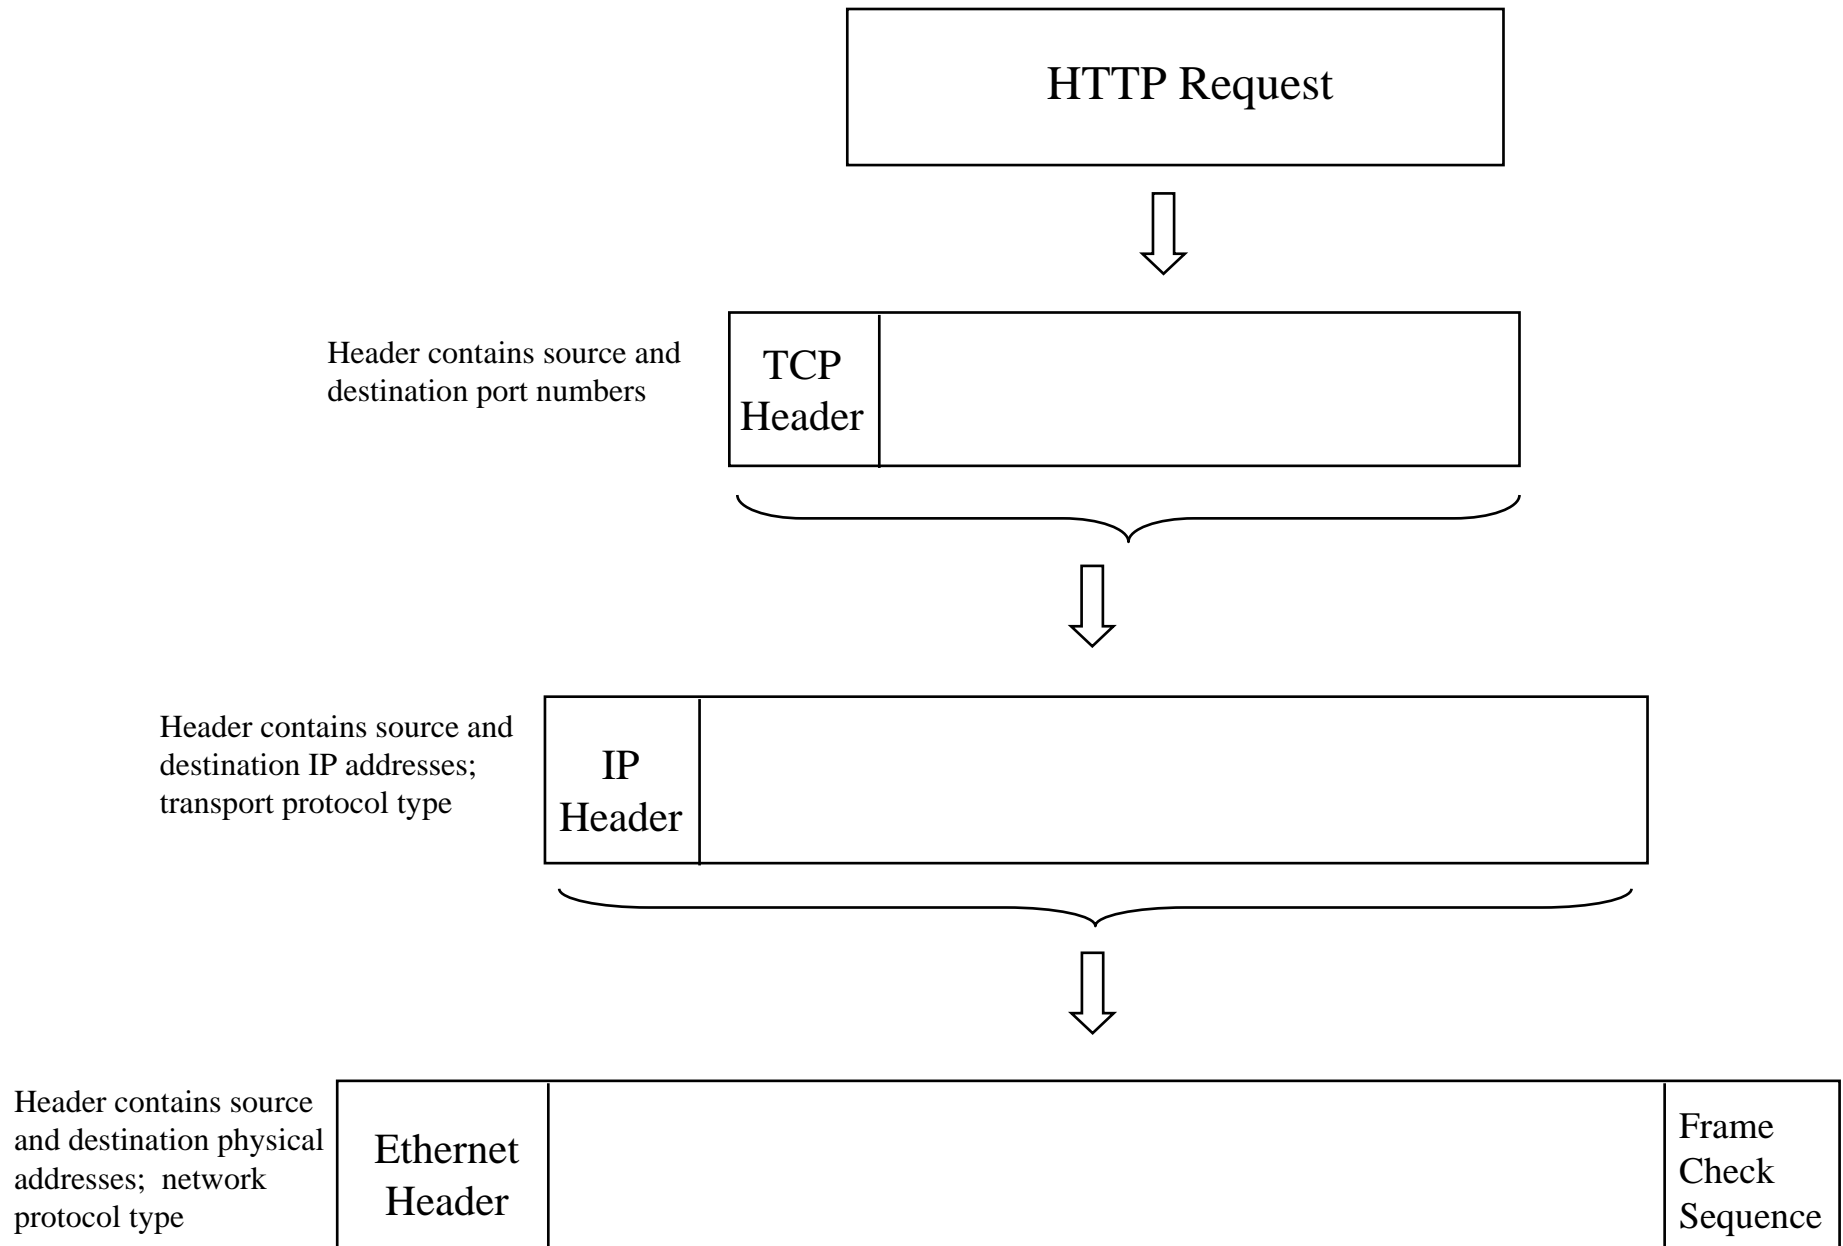 HTTP Request
Header contains source and
destination port numbers
TCP
Header
Header contains source and
destination IP addresses;
transport protocol type
IP
Header
Header contains source
and destination physical
addresses;  network
protocol type
Ethernet
Header
Frame
Check
Sequence